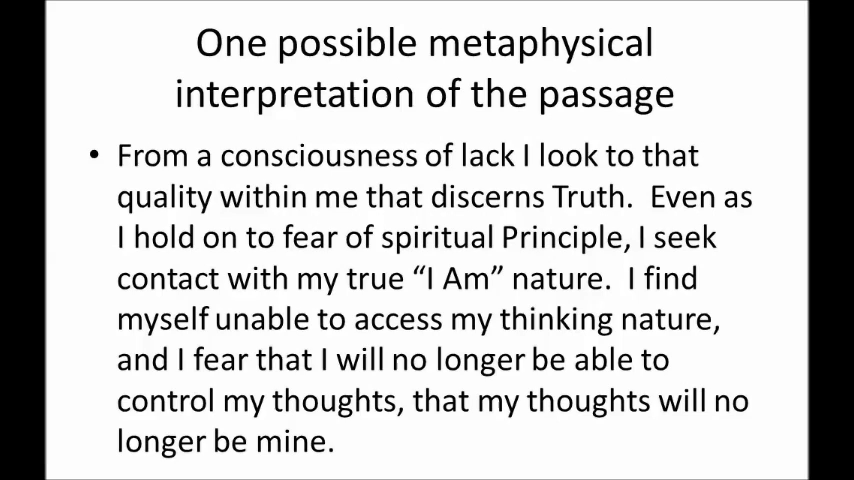 One possible metaphysical
interpretation of the passage
• From a consciousness of lack I look to that
quality within me that discerns Truth.  Even as
I hold on to fear of spiritual Principle, I seek
contact with my true “I Am” nature.  I find
myself unable to access my thinking nature,
and I fear that I will no longer be able to
control my thoughts, that my thoughts will no
longer be mine.